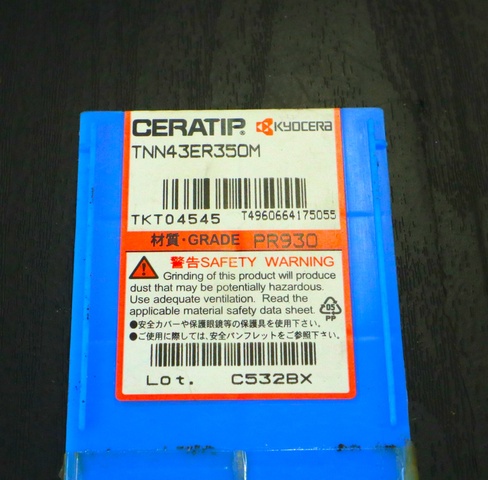 CERATIP® KYOCERA
TNN43ER350M
TKT04545 T4960664175055
材質・GRADE PR930
警告SAFETY WARNING
Grinding of this product will produce
dust that may be potentially hazardous.
Use adequate ventilation. Read the
applicable material safety data sheet.
05
PP
●安全カバーや保護眼鏡等の保護具を使用下さい。
●ご使用に際しては、安全パンフレットをご参照下さい。
Lot. C532BX